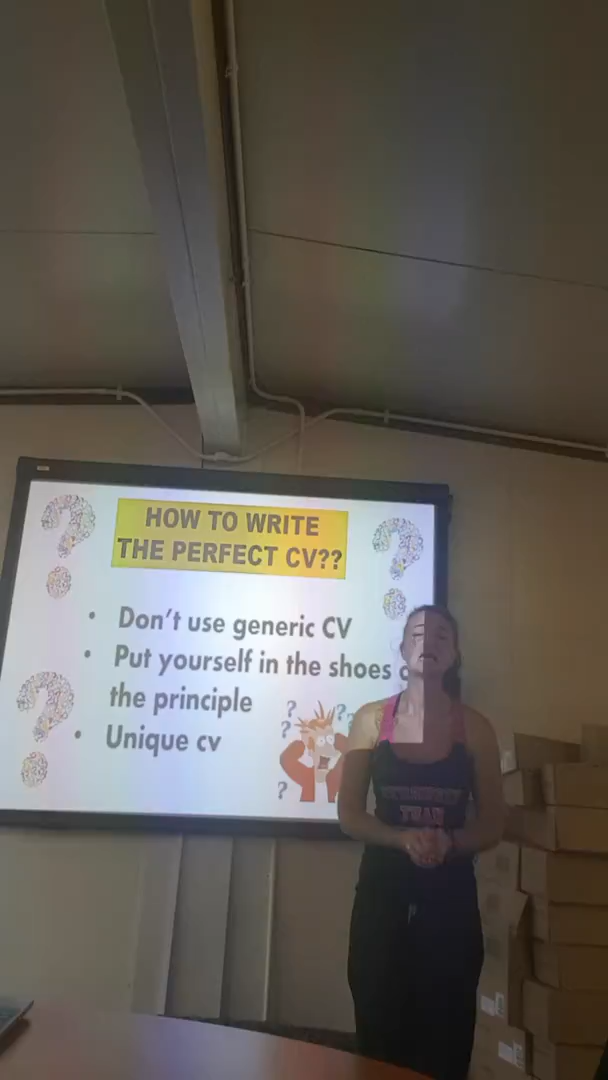 HOW TO WRITE
THE PERFECT CV??
• Don't use generic CV
• Put yourself in the shoes
the principle
• Unique cv
TEAM